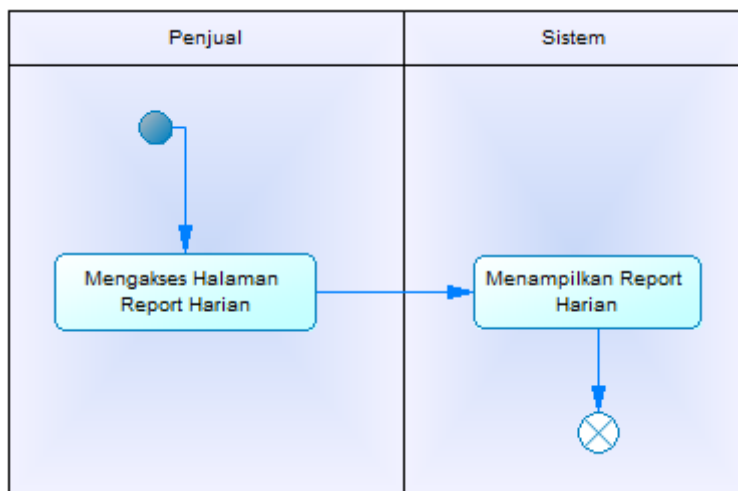 Penjual
Sistem
Mengakses Halaman
Report Harian
Menampilkan Report
Harian